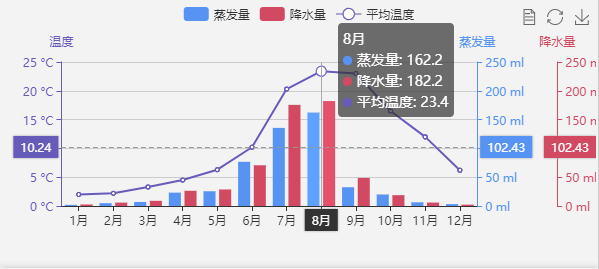 蒸发量 降水量 平均温度
温度 蒸发量 降水量
8月
蒸发量: 162.2
降水量: 182.2
平均温度: 23.4
25 °C 250 ml 250 m
20 °C 200 ml 200 m
15 °C 150 ml 150 m
10.24 102.43 102.43
5 °C 50 ml 50 ml
0 °C 0 ml 0 ml
1月 2月 3月 4月 5月 6月 7月 8月 9月 10月 11月 12月